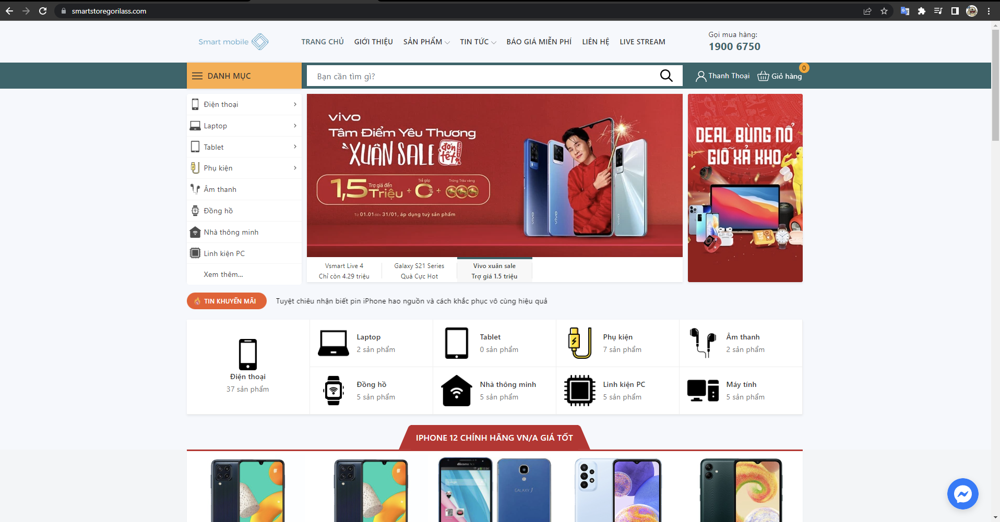 smartstoregorilass.com
Smart mobile
TRANG CHỦ GIỚI THIỆU SẢN PHẨM TIN TỨC BÁO GIÁ MIỄN PHÍ LIÊN HỆ LIVE STREAM
Gọi mua hàng:
1900 6750
DANH MỤC
Bạn cần tìm gì?
Thanh Thoại
Giỏ hàng
0
Điện thoại
Laptop
Tablet
Phụ kiện
Âm thanh
Đồng hồ
Nhà thông minh
Linh kiện PC
Xem thêm...
vivo
Tâm Điểm Yêu Thương
XUÂN SALE đón tết! 2021
Trợ giá đến
1,5 Triệu
+
Trả góp
0%
+
Trúng Trâu vàng
Từ 01.01 đến 31/01, áp dụng tuỳ sản phẩm
vivo
vivo
vivo
DEAL BÙNG NỔ
GIỜ XẢ KHO
Vsmart Live 4
Chỉ còn 4.29 triệu
Galaxy S21 Series
Quà Cực Hot
Vivo xuân sale
Trợ giá 1.5 triệu
TIN KHUYẾN MÃI
Tuyệt chiêu nhận biết pin iPhone hao nguồn và cách khắc phục vô cùng hiệu quả
Điện thoại
37 sản phẩm
Laptop
2 sản phẩm
Tablet
0 sản phẩm
Phụ kiện
7 sản phẩm
Âm thanh
2 sản phẩm
Đồng hồ
5 sản phẩm
Nhà thông minh
5 sản phẩm
Linh kiện PC
5 sản phẩm
Máy tính
5 sản phẩm
IPHONE 12 CHÍNH HÃNG VN/A GIÁ TỐT
döcomo
GALAXY J